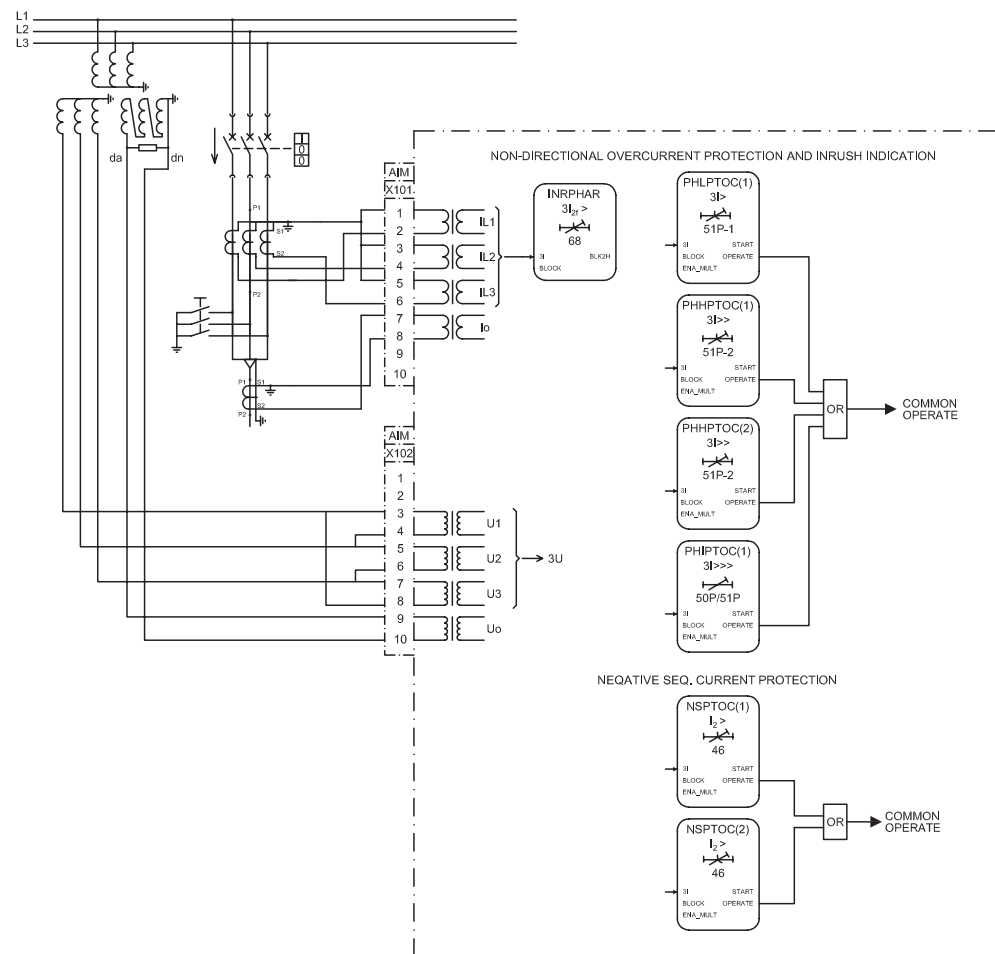 L1
L2
L3
da
dn
I
0
0
P1
S1
S2
P2
P1
S1
S2
P2
AIM
X101
1
2
3
4
5
6
7
8
9
10
IL1
IL2
IL3
Io
AIM
X102
1
2
3
4
5
6
7
8
9
10
U1
U2
U3
Uo
3U
NON-DIRECTIONAL OVERCURRENT PROTECTION AND INRUSH INDICATION
INRPHAR
3I2f >
68
3I
BLK2H
BLOCK
PHLPTOC(1)
3I>
51P-1
3I
START
BLOCK
OPERATE
ENA_MULT
PHHPTOC(1)
3I>>
51P-2
3I
START
BLOCK
OPERATE
ENA_MULT
PHHPTOC(2)
3I>>
51P-2
3I
START
BLOCK
OPERATE
ENA_MULT
PHIPTOC(1)
3I>>>
50P/51P
3I
START
BLOCK
OPERATE
ENA_MULT
OR
COMMON
OPERATE
NEQATIVE SEQ. CURRENT PROTECTION
NSPTOC(1)
I2 >
46
3I
START
BLOCK
OPERATE
ENA_MULT
NSPTOC(2)
I2 >
46
3I
START
BLOCK
OPERATE
ENA_MULT
OR
COMMON
OPERATE